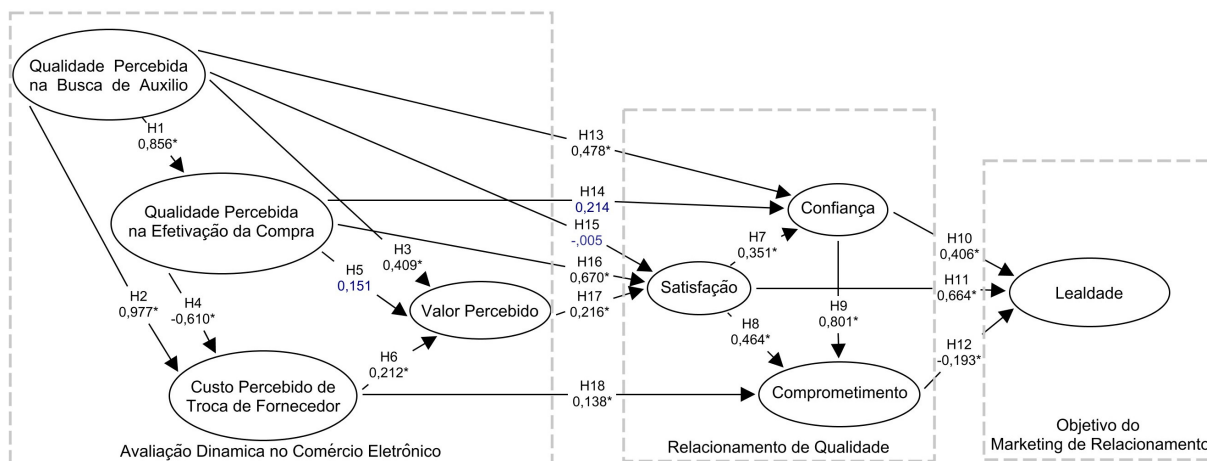 Qualidade Percebida
na Busca de Auxilio
H1
0,856*
Qualidade Percebida
na Efetivação da Compra
H2
0,977*
H4
-0,610*
H3
0,409*
H5
0,151
Valor Percebido
H6
0,212*
Custo Percebido de
Troca de Fornecedor
Avaliação Dinamica no Comércio Eletrônico
H13
0,478*
H14
0,214
H15
-,005
H16
0,670*
H17
0,216*
H18
0,138*
Confiança
H7
0,351*
Satisfação
H8
0,464*
H9
0,801*
Comprometimento
Relacionamento de Qualidade
H10
0,406*
H11
0,664*
H12
-0,193*
Lealdade
Objetivo do
Marketing de Relacionamento